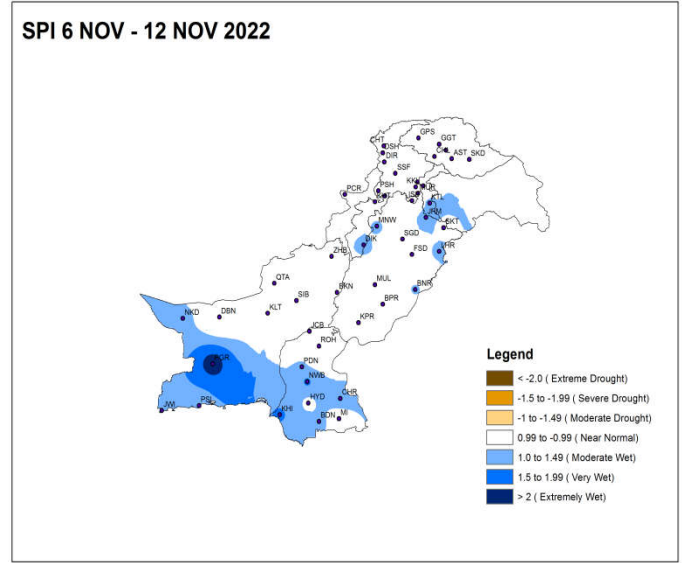 SPI 6 NOV - 12 NOV 2022
GPS
CHT
GGT
DSH
DIR
AST
SKD
SSF
PSH
PCR
KTL
JRM
MNW
SKT
SGD
DIK
LHR
FSD
ZHB
QTA
MUL
BNR
BKN
SIB
BPR
KLT
NKD
DBN
KPR
JCB
ROH
PDN
NWB
CHR
HYD
PSI
JWI
KHI
MI
BDN
Legend
< -2.0 ( Extreme Drought)
-1.5 to -1.99 ( Severe Drought)
-1 to -1.49 ( Moderate Drought)
0.99 to -0.99 ( Near Normal)
1.0 to 1.49 ( Moderate Wet)
1.5 to 1.99 ( Very Wet)
> 2 ( Extremely Wet)